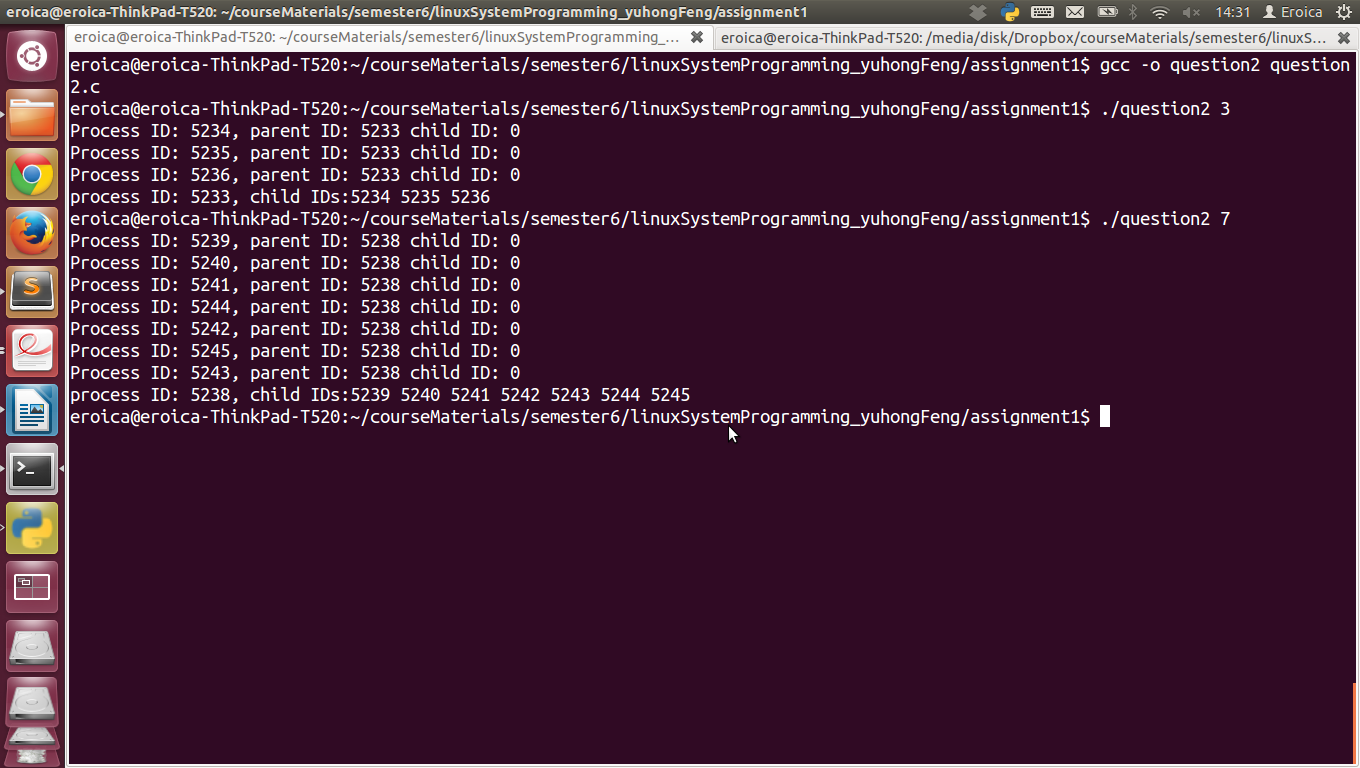 eroica@eroica-ThinkPad-T520: ~/courseMaterials/semester6/linuxSystemProgramming_yuhongFeng/assignment1
14:31 Eroica
eroica@eroica-ThinkPad-T520: ~/courseMaterials/semester6/linuxSystemProgramming_... eroica@eroica-ThinkPad-T520: /media/disk/Dropbox/courseMaterials/semester6/linuxS...
eroica@eroica-ThinkPad-T520:~/courseMaterials/semester6/linuxSystemProgramming_yuhongFeng/assignment1$ gcc -o question2 question
2.c
eroica@eroica-ThinkPad-T520:~/courseMaterials/semester6/linuxSystemProgramming_yuhongFeng/assignment1$ ./question2 3
Process ID: 5234, parent ID: 5233 child ID: 0
Process ID: 5235, parent ID: 5233 child ID: 0
Process ID: 5236, parent ID: 5233 child ID: 0
process ID: 5233, child IDs:5234 5235 5236
eroica@eroica-ThinkPad-T520:~/courseMaterials/semester6/linuxSystemProgramming_yuhongFeng/assignment1$ ./question2 7
Process ID: 5239, parent ID: 5238 child ID: 0
Process ID: 5240, parent ID: 5238 child ID: 0
Process ID: 5241, parent ID: 5238 child ID: 0
Process ID: 5244, parent ID: 5238 child ID: 0
Process ID: 5242, parent ID: 5238 child ID: 0
Process ID: 5245, parent ID: 5238 child ID: 0
Process ID: 5243, parent ID: 5238 child ID: 0
process ID: 5238, child IDs:5239 5240 5241 5242 5243 5244 5245
eroica@eroica-ThinkPad-T520:~/courseMaterials/semester6/linuxSystemProgramming_yuhongFeng/assignment1$